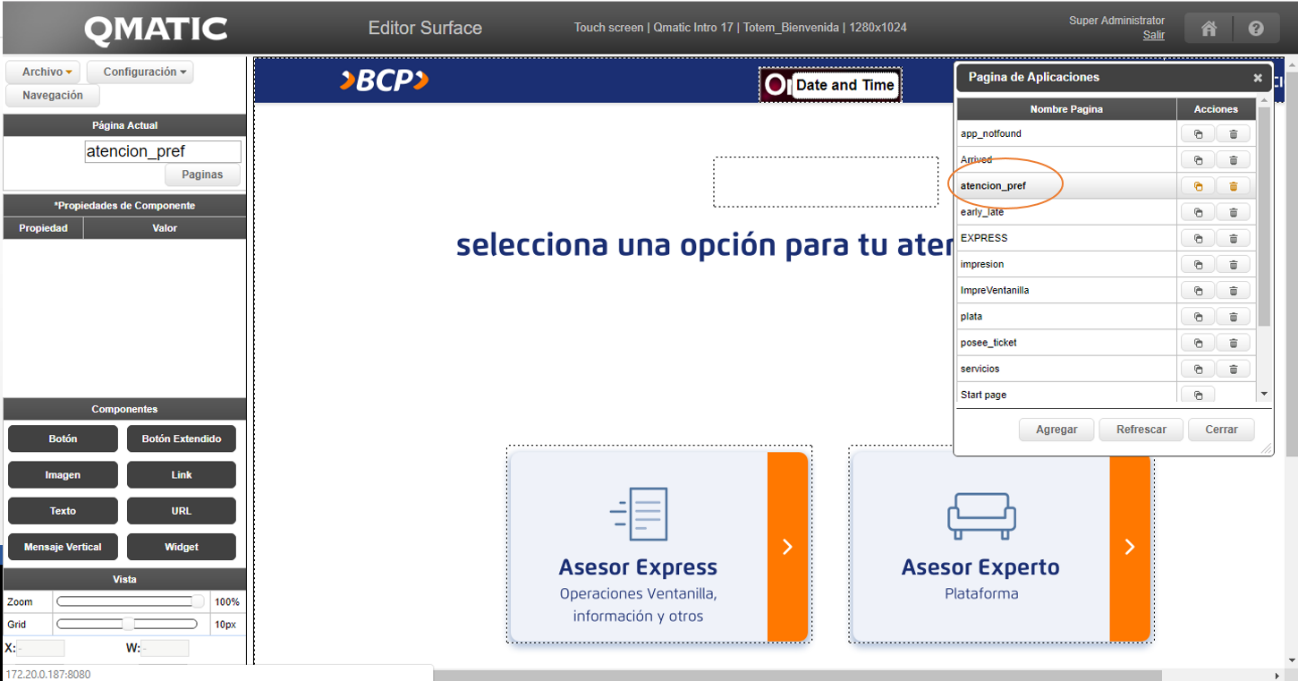 QMATIC
Editor Surface
Touch screen | Qmatic Intro 17 | Totem_Bienvenida | 1280x1024
Super Administrator
Salir
Archivo
Configuración
Navegación
Página Actual
atencion_pref
Paginas
*Propiedades de Componente
Propiedad Valor
Componentes
Botón Botón Extendido
Imagen Link
Texto URL
Mensaje Vertical Widget
Vista
Zoom 100%
Grid 10px
X: - W: -
172.20.0.187:8080
BCP
Date and Time
selecciona una opción para tu
Asesor Express
Operaciones Ventanilla,
información y otros
Asesor Experto
Plataforma
Pagina de Aplicaciones
Nombre Pagina Acciones
app_notfound
Arrived
atencion_pref
early_late
EXPRESS
impresion
ImpreVentanilla
plata
posee_ticket
servicios
Start page
Agregar Refrescar Cerrar